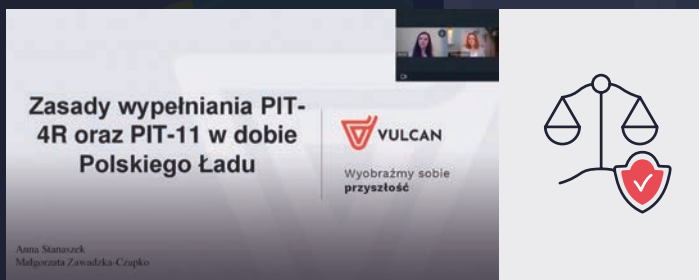 Zasady wypełniania PIT-
4R oraz PIT-11 w dobie
Polskiego Ładu
VULCAN
Wyobraźmy sobie
przyszłość
Anna Stanaszek
Małgorzata Zawadzka-Czapko